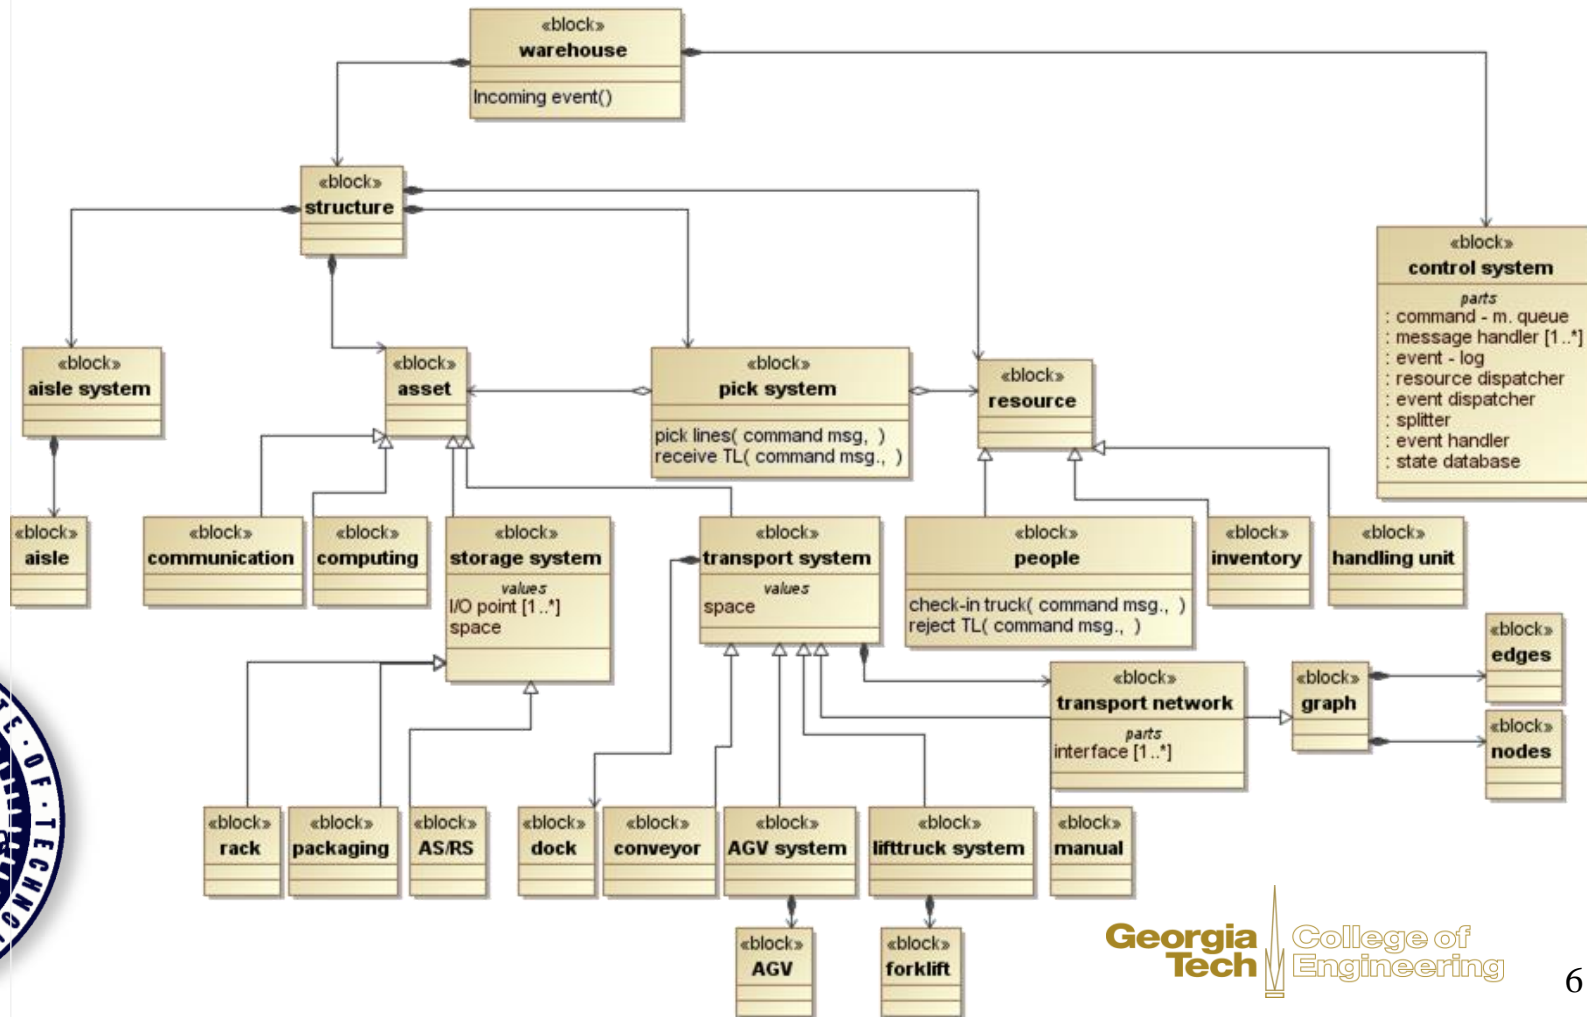 «block»
warehouse
Incoming event()
«block»
structure
«block»
control system
parts
: command - m. queue
: message handler [1..*]
: event - log
: resource dispatcher
: event dispatcher
: splitter
: event handler
: state database
«block»
aisle system
«block»
asset
«block»
pick system
pick lines( command msg, )
receive TL( command msg., )
«block»
resource
«block»
aisle
«block»
communication
«block»
computing
«block»
storage system
values
I/O point [1..*]
space
«block»
transport system
values
space
«block»
people
check-in truck( command msg., )
reject TL( command msg., )
«block»
inventory
«block»
handling unit
«block»
transport network
parts
interface [1..*]
«block»
graph
«block»
edges
«block»
nodes
«block»
rack
«block»
packaging
«block»
AS/RS
«block»
dock
«block»
conveyor
«block»
AGV system
«block»
lifttruck system
«block»
manual
«block»
AGV
«block»
forklift
OF · TECHNO
Georgia
Tech
College of
Engineering
6